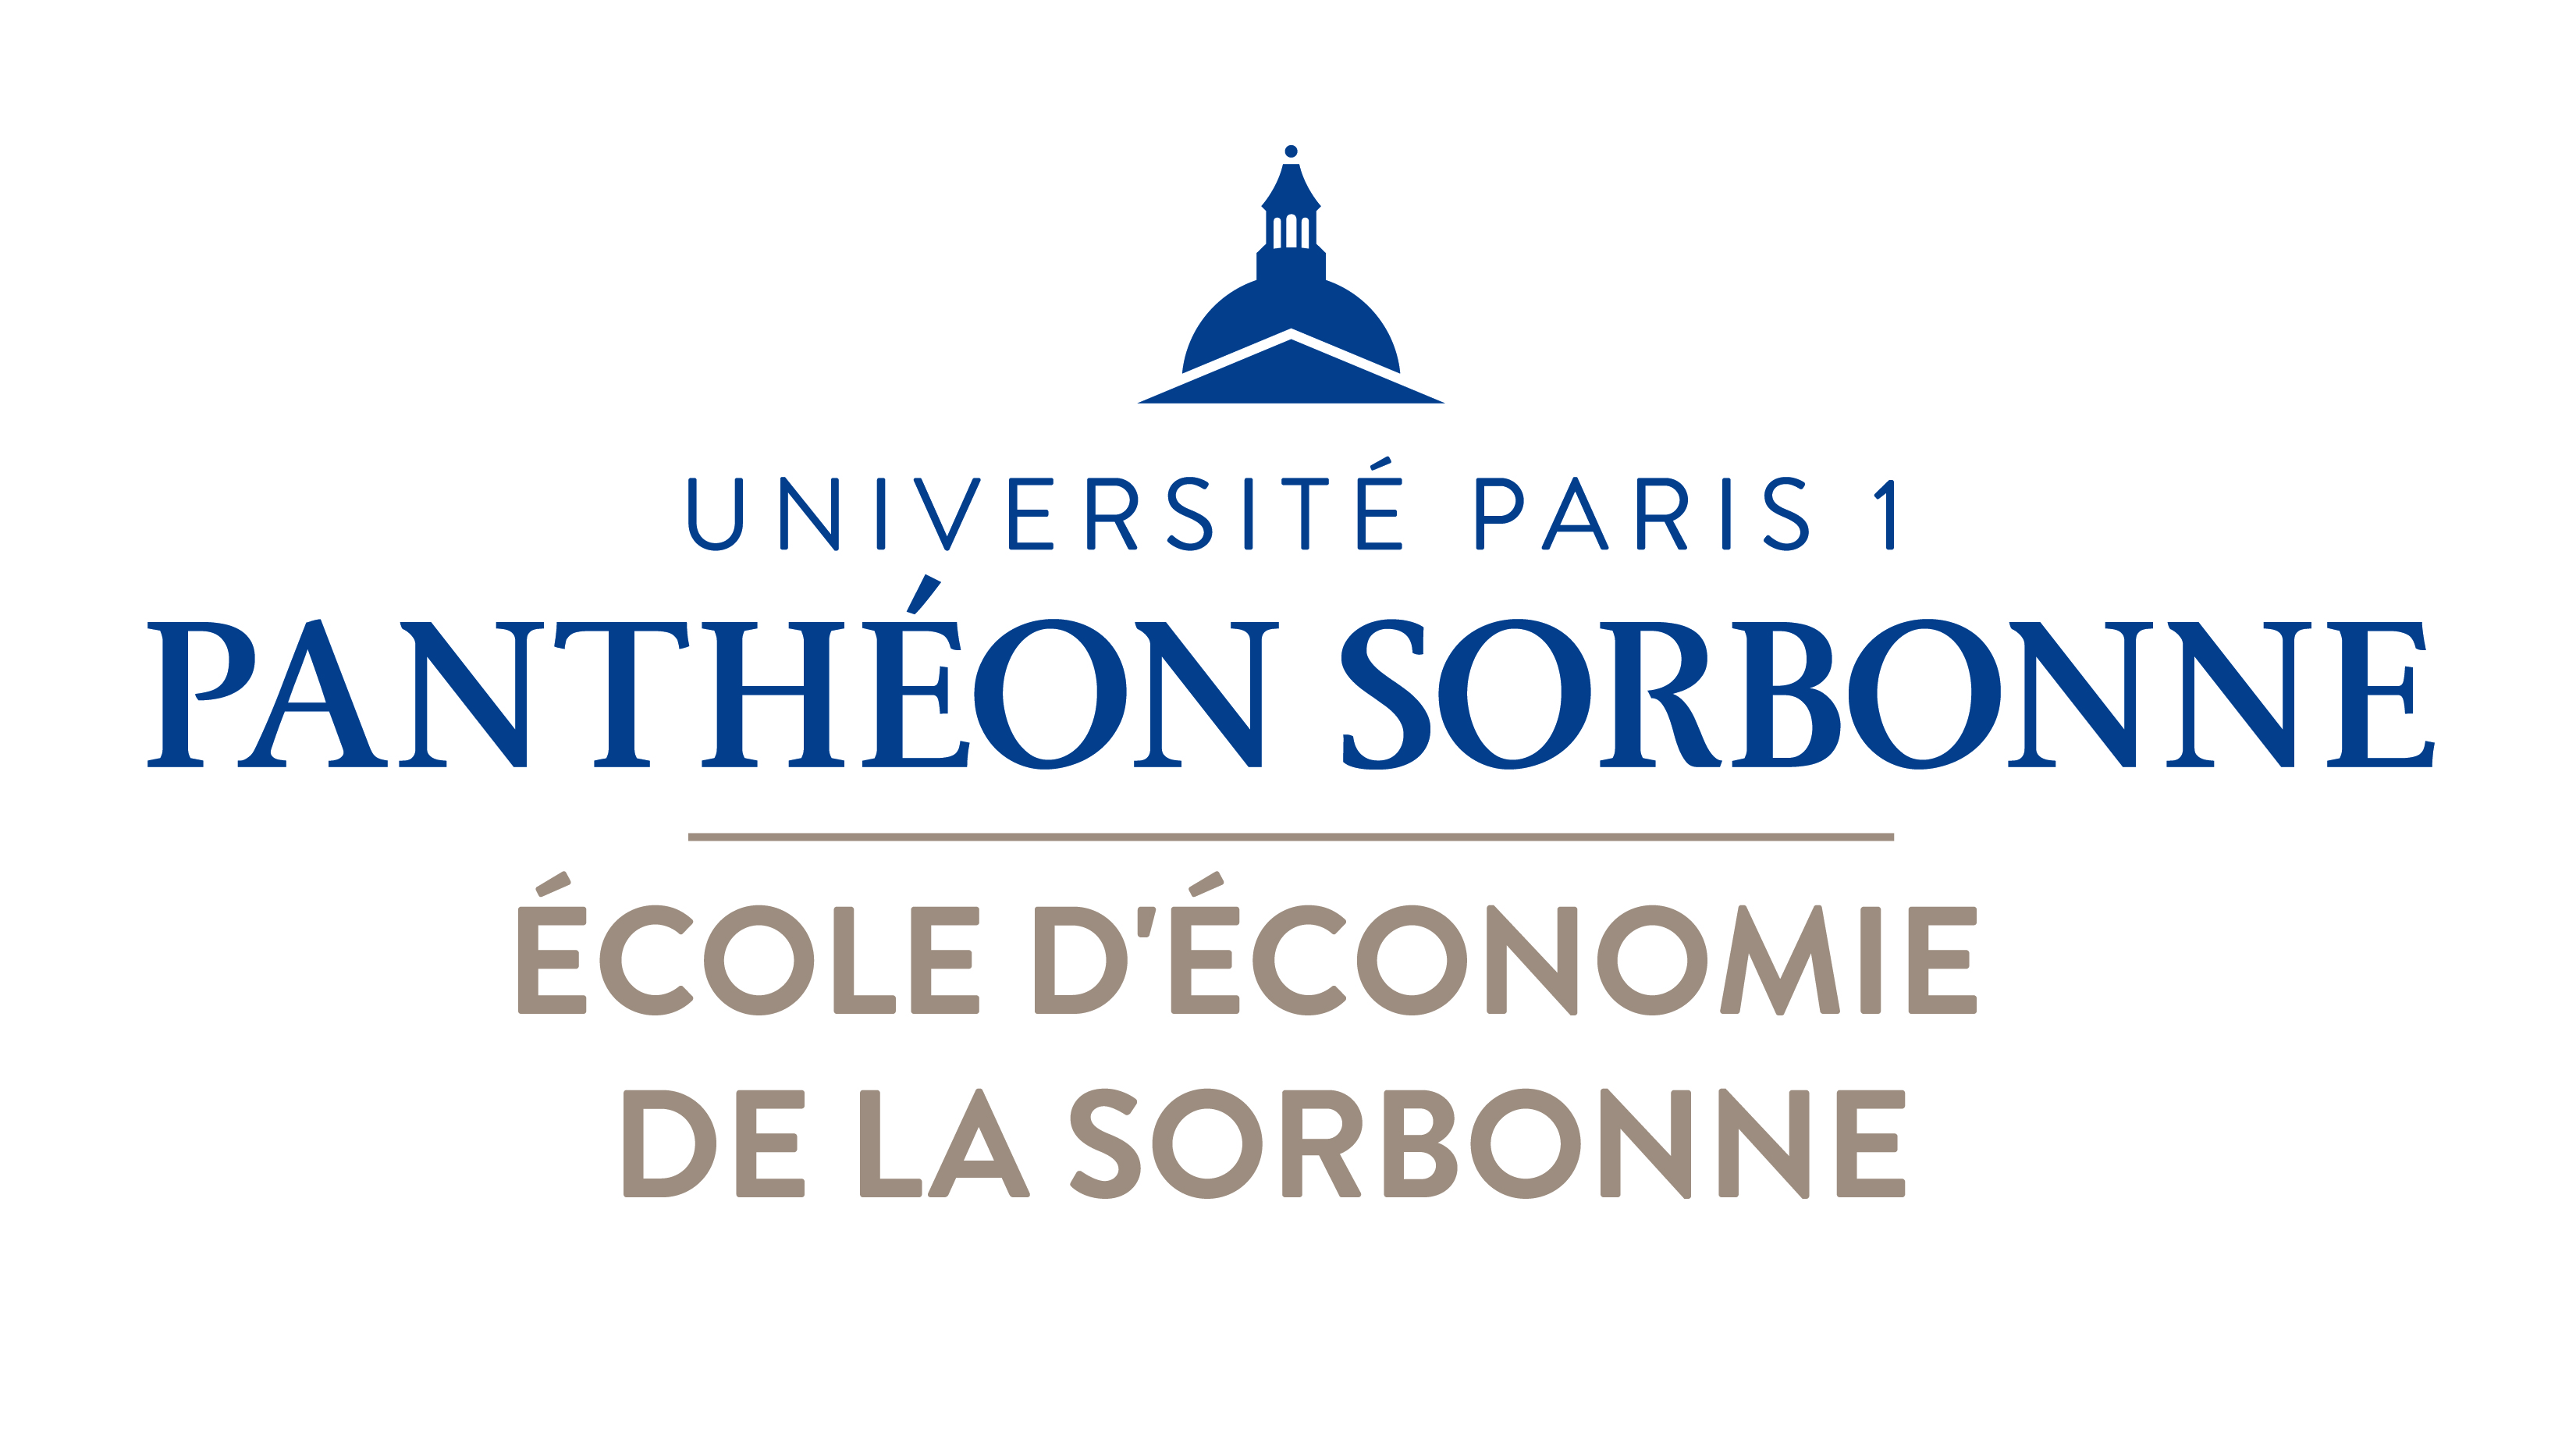 UNIVERSITÉ PARIS 1
PANTHÉON SORBONNE
ÉCOLE D'ÉCONOMIE
DE LA SORBONNE